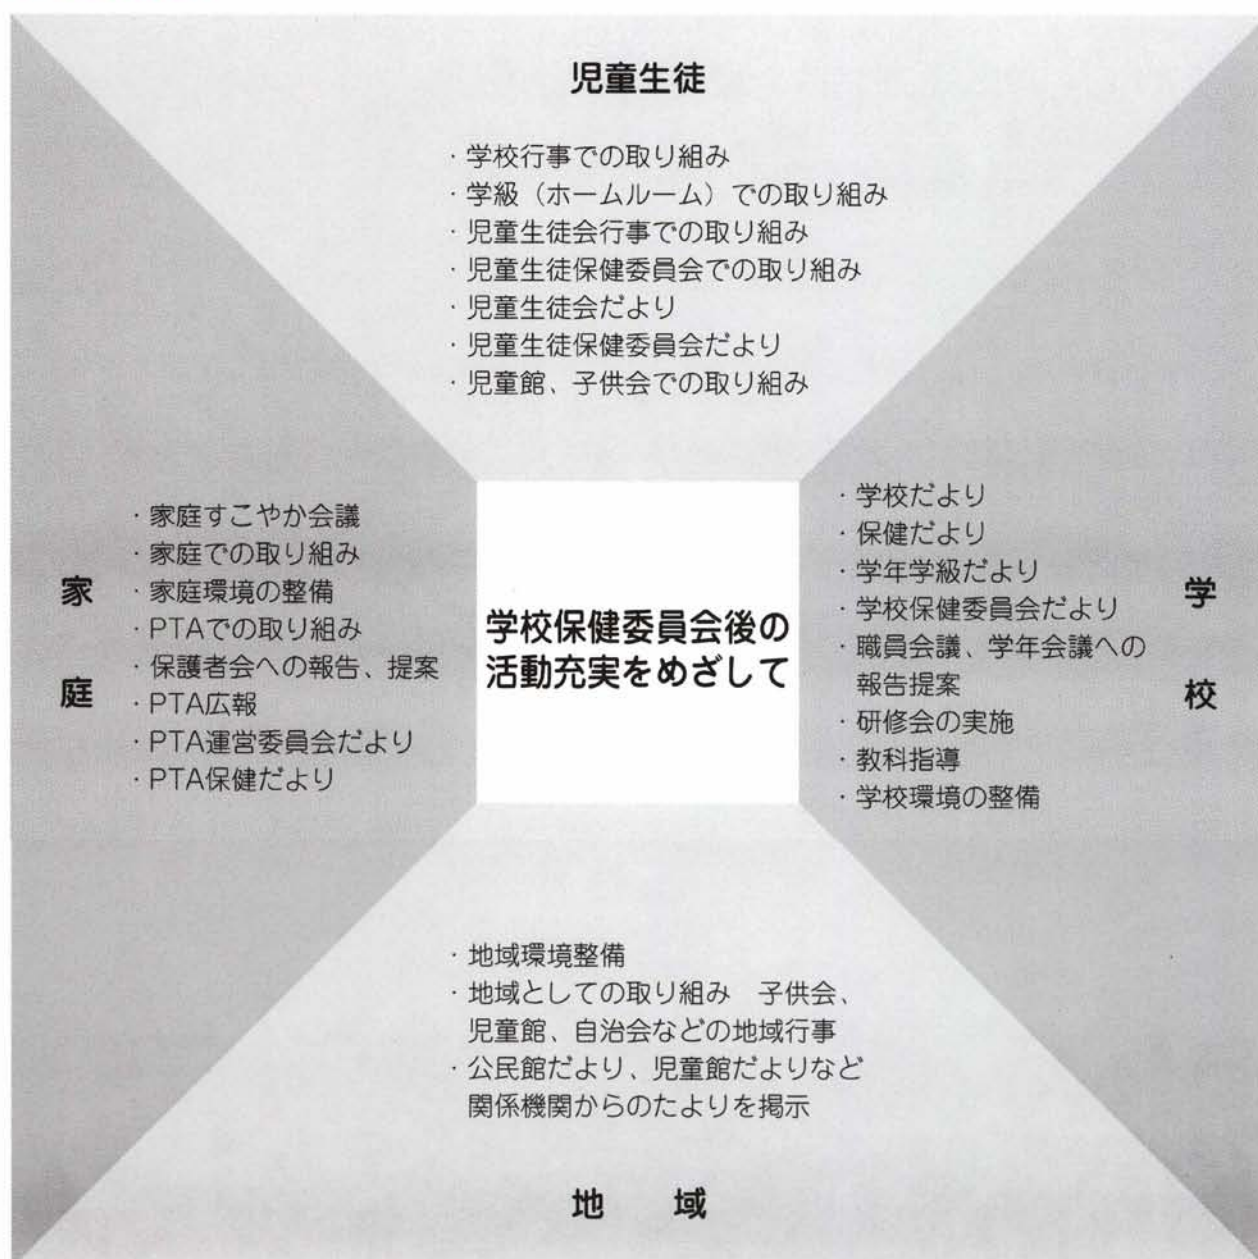 児童生徒
・学校行事での取り組み
・学級（ホームルーム）での取り組み
・児童生徒会行事での取り組み
・児童生徒保健委員会での取り組み
・児童生徒会だより
・児童生徒保健委員会だより
・児童館、子供会での取り組み
家庭
・家庭すこやか会議
・家庭での取り組み
・家庭環境の整備
・PTAでの取り組み
・保護者会への報告、提案
・PTA広報
・PTA運営委員会だより
・PTA保健だより
学校保健委員会後の
活動充実をめざして
・学校だより
・保健だより
・学年学級だより
・学校保健委員会だより
・職員会議、学年会議への
報告提案
・研修会の実施
・教科指導
・学校環境の整備
学校
・地域環境整備
・地域としての取り組み　子供会、
児童館、自治会などの地域行事
・公民館だより、児童館だよりなど
関係機関からのたよりを掲示
地　域